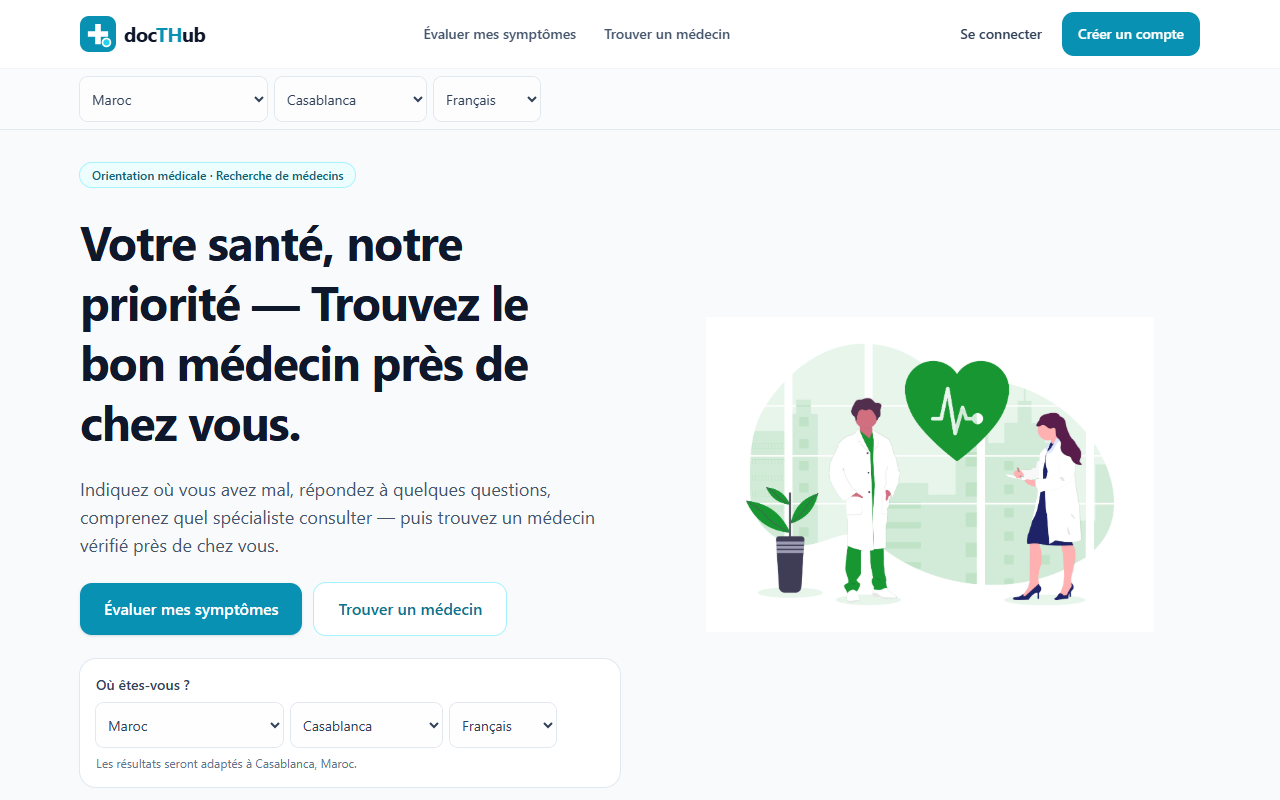 docTHub
Évaluer mes symptômes
Trouver un médecin
Se connecter
Créer un compte
Maroc
Casablanca
Français
Orientation médicale · Recherche de médecins
Votre santé, notre
priorité — Trouvez le
bon médecin près de
chez vous.
Indiquez où vous avez mal, répondez à quelques questions,
comprenez quel spécialiste consulter — puis trouvez un médecin
vérifié près de chez vous.
Évaluer mes symptômes
Trouver un médecin
Où êtes-vous ?
Maroc
Casablanca
Français
Les résultats seront adaptés à Casablanca, Maroc.